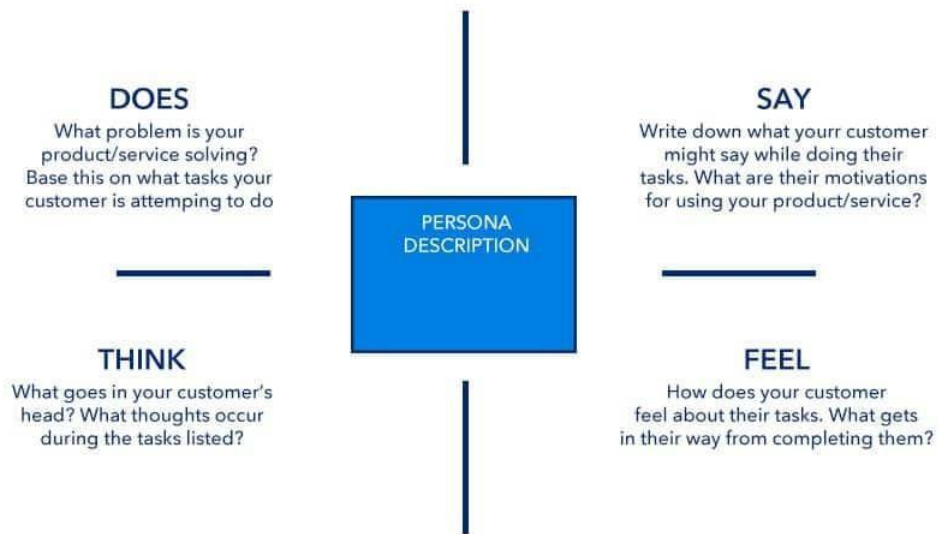 DOES
What problem is your
product/service solving?
Base this on what tasks your
customer is attemping to do
SAY
Write down what yourr customer
might say while doing their
tasks. What are their motivations
for using your product/service?
PERSONA
DESCRIPTION
THINK
What goes in your customer's
head? What thoughts occur
during the tasks listed?
FEEL
How does your customer
feel about their tasks. What gets
in their way from completing them?